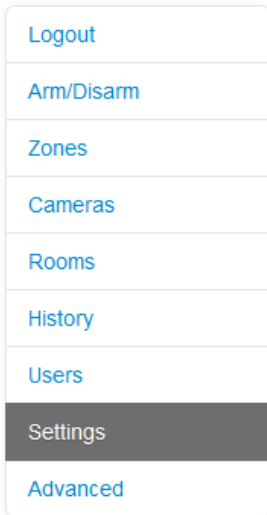 Logout
Arm/Disarm
Zones
Cameras
Rooms
History
Users
Settings
Advanced